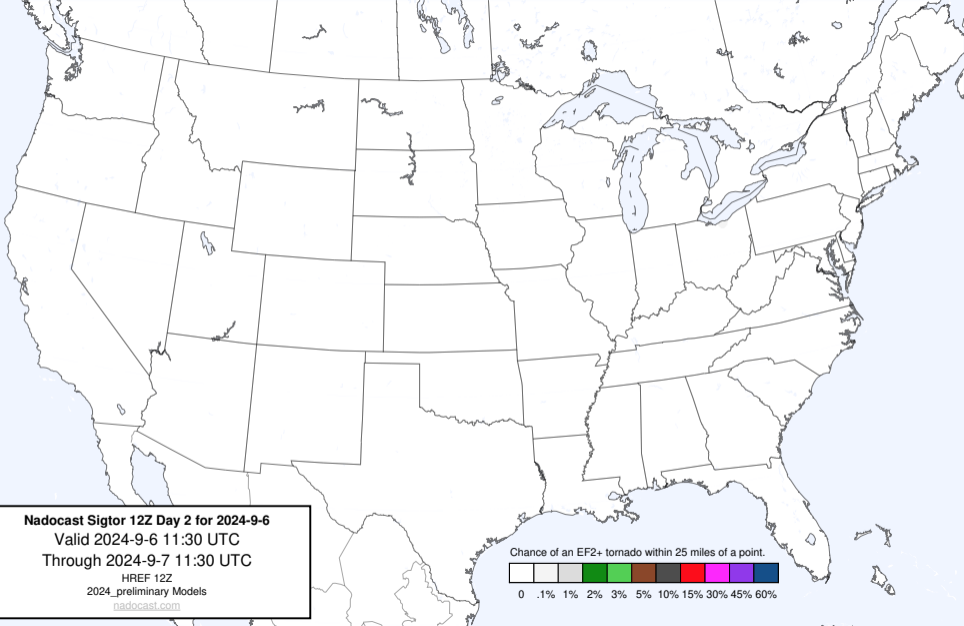 Nadocast Sigtor 12Z Day 2 for 2024-9-6
Valid 2024-9-6 11:30 UTC
Through 2024-9-7 11:30 UTC
HREF 12Z
2024_preliminary Models
nadocast.com
Chance of an EF2+ tornado within 25 miles of a point.
0 .1% 1% 2% 3% 5% 10% 15% 30% 45% 60%